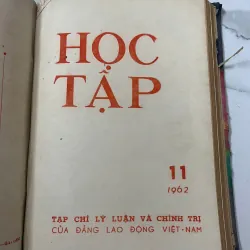 HỌC
TẬP
11
1962
TẠP CHÍ LÝ LUẬN VÀ CHÍNH TRỊ
CỦA ĐẢNG LAO ĐỘNG VIỆT-NAM